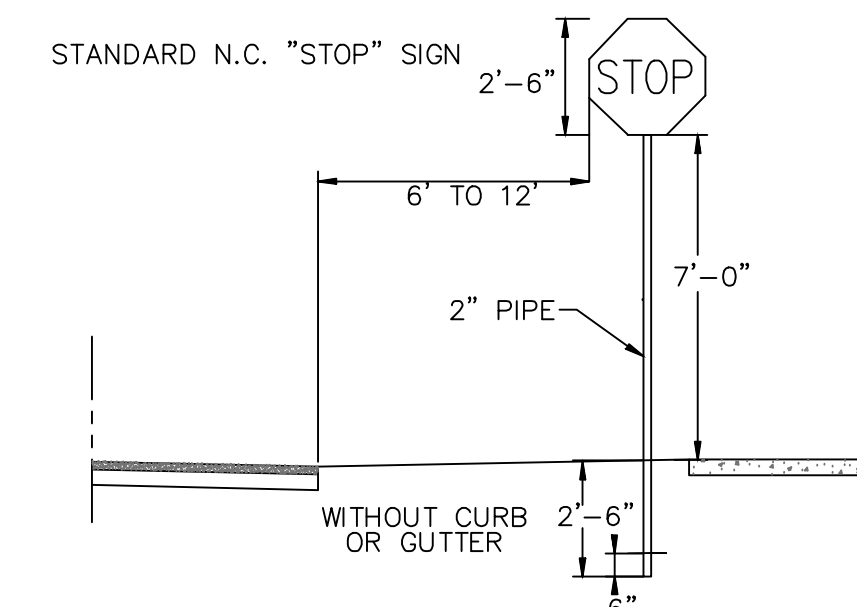 STANDARD N.C. "STOP" SIGN
2'-6"
STOP
6' TO 12'
7'-0"
2" PIPE
WITHOUT CURB
OR GUTTER
2'-6"
6"